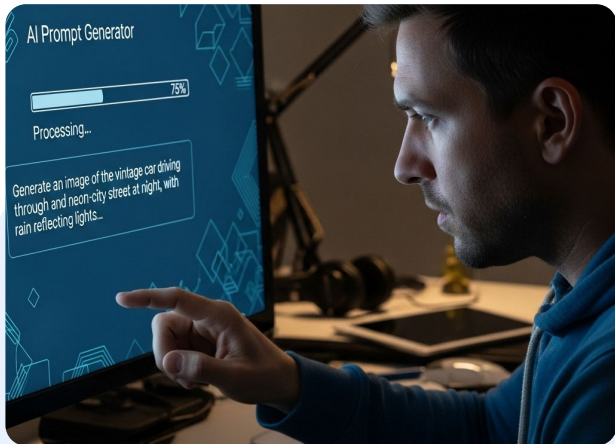 AI Prompt Generator
75%
Processing...
Generate an image of the vintage car driving
through and neon-city street at night, with
rain reflecting lights...